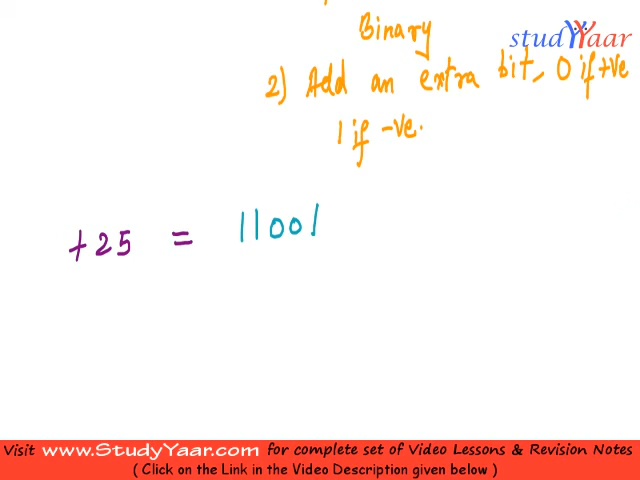 Binary
studYYaar
2) Add an extra bit, 0 if +ve
1 if -ve.
+25 = 11001
Visit www.StudyYaar.com for complete set of Video Lessons & Revision Notes
( Click on the Link in the Video Description given below )